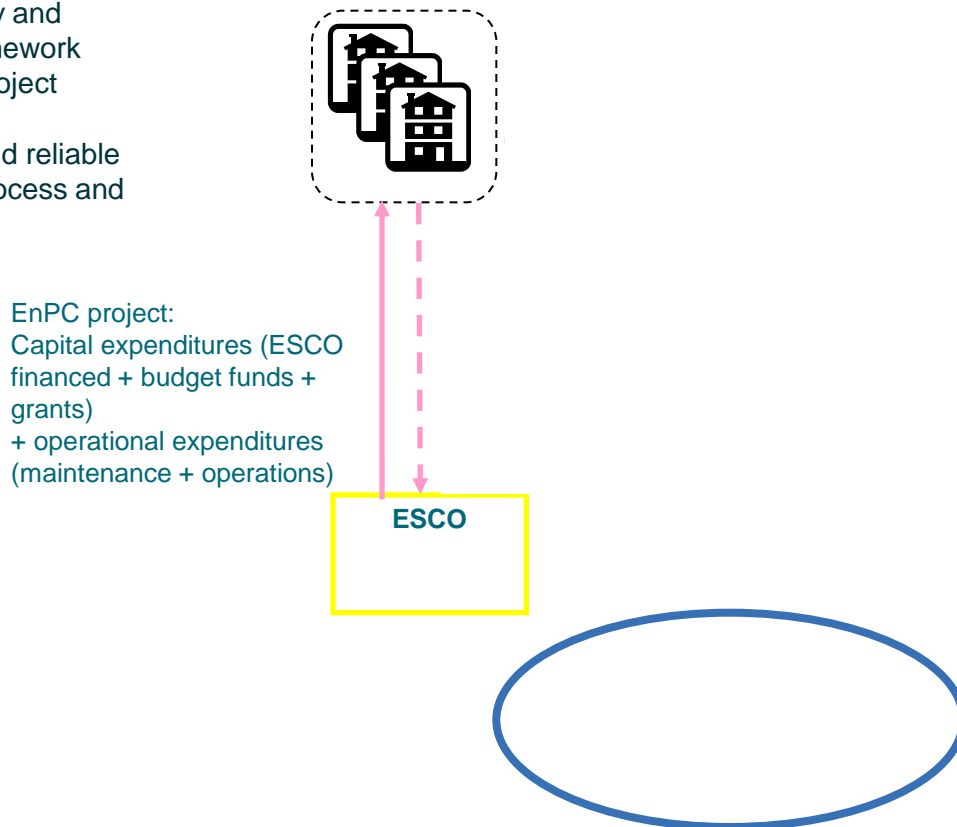 y and
nework
oject
d reliable
ocess and
EnPC project:
Capital expenditures (ESCO
financed + budget funds +
grants)
+ operational expenditures
(maintenance + operations)
ESCO